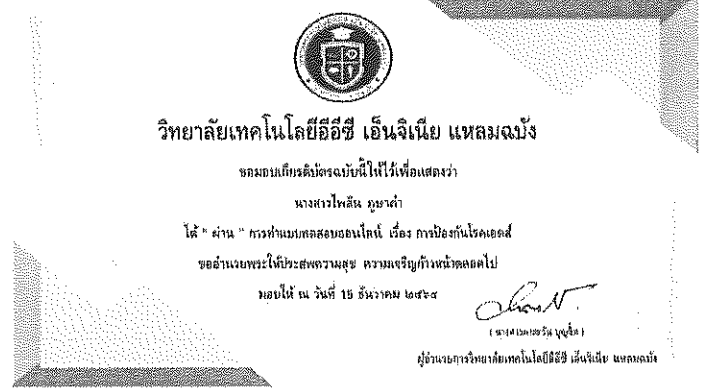 วิทยาลัยเทคโนโลยีอีอีซี เอ็นจิเนีย แหลมฉบัง
ขอมอบเกียรติบัตรฉบับนี้ให้ไว้เพื่อแสดงว่า
นางสาวไพลิน ภูษาคำ
ได้ " ผ่าน " การทำแบบทดสอบออนไลน์ เรื่อง การป้องกันโรคเอดส์
ขออำนวยพรให้ประสพความสุข ความเจริญก้าวหน้าตลอดไป
มอบให้ ณ วันที่ 15 ธันวาคม ๒๕๖๔
ผู้อำนวยการวิทยาลัยเทคโนโลยีอีอีซี เอ็นจิเนีย แหลมฉบัง